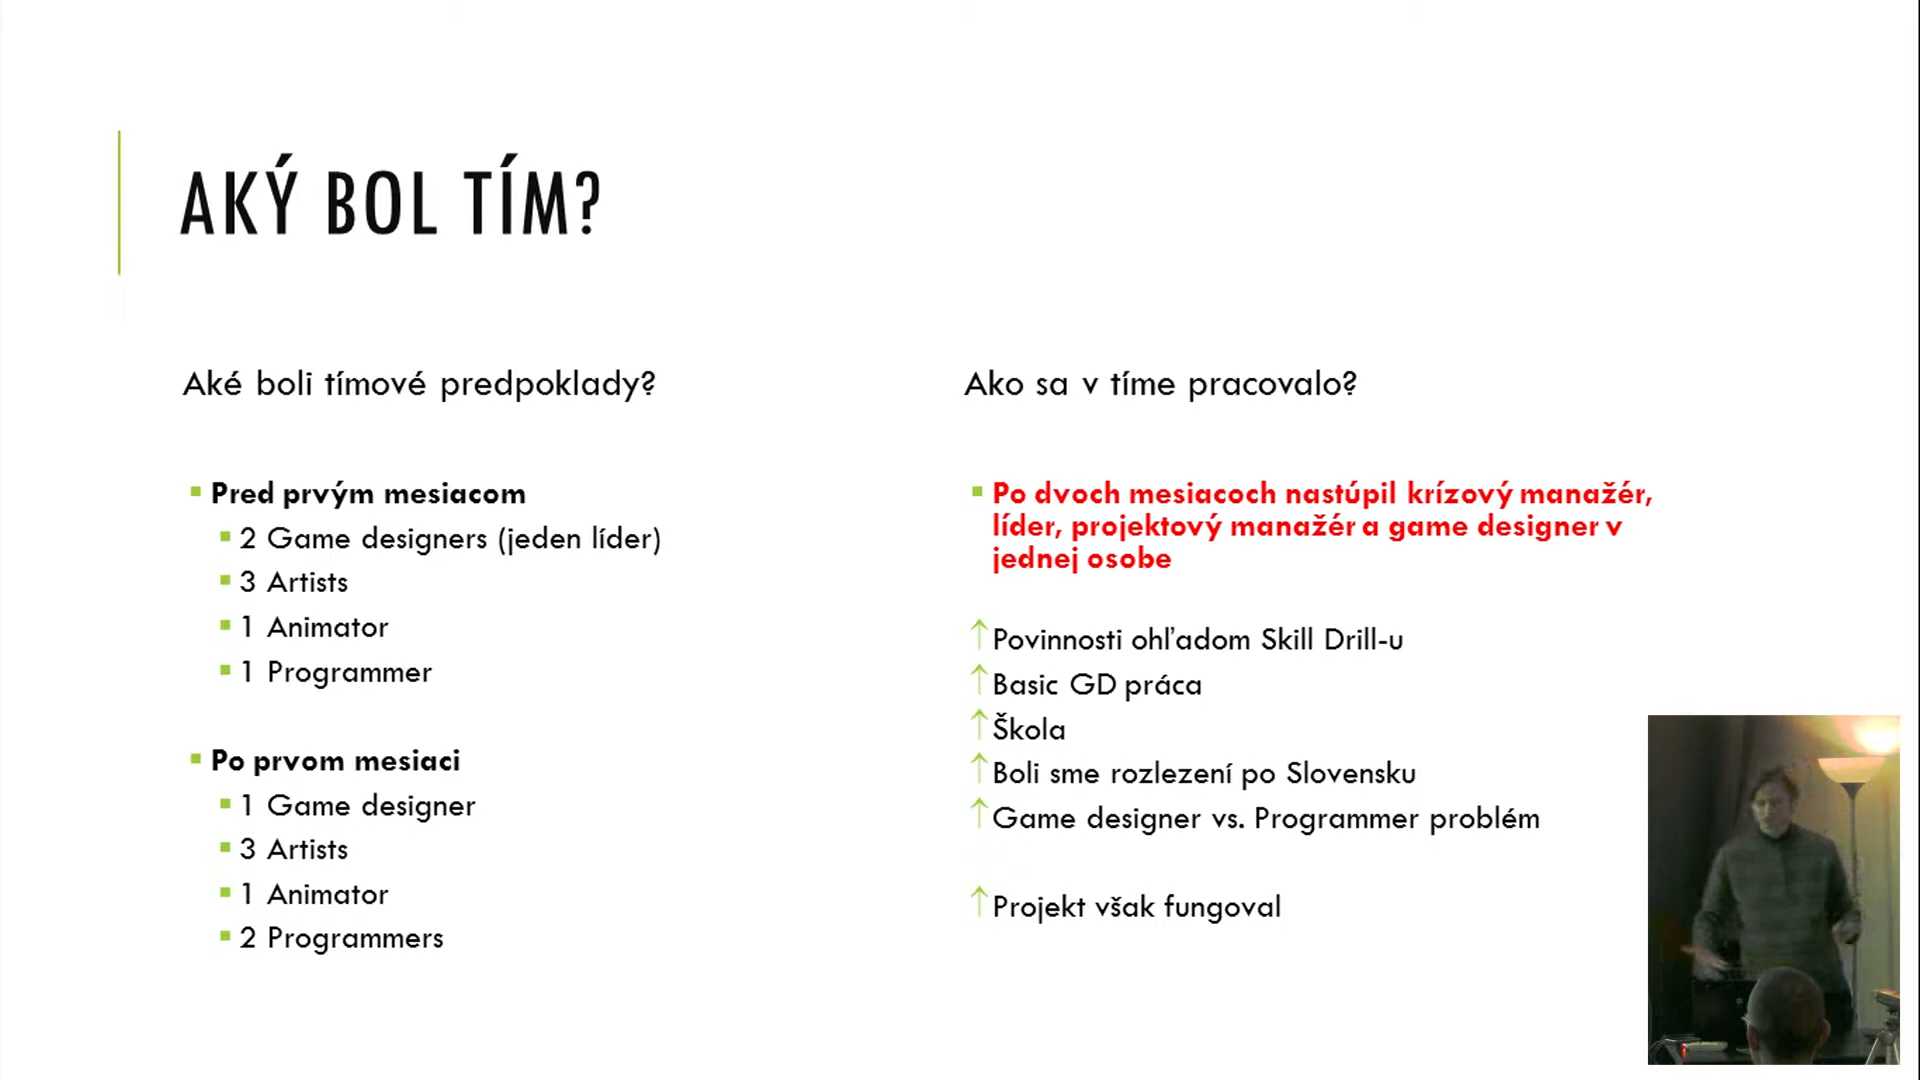 AKÝ BOL TÍM?
Aké boli tímové predpoklady?
Pred prvým mesiacom
2 Game designers (jeden líder)
3 Artists
1 Animator
1 Programmer
Po prvom mesiaci
1 Game designer
3 Artists
1 Animator
2 Programmers
Ako sa v tíme pracovalo?
Po dvoch mesiacoch nastúpil krízový manažér,
líder, projektový manažér a game designer v
jednej osobe
Povinnosti ohľadom Skill Drill-u
Basic GD práca
Škola
Boli sme rozlezení po Slovensku
Game designer vs. Programmer problém
Projekt však fungoval